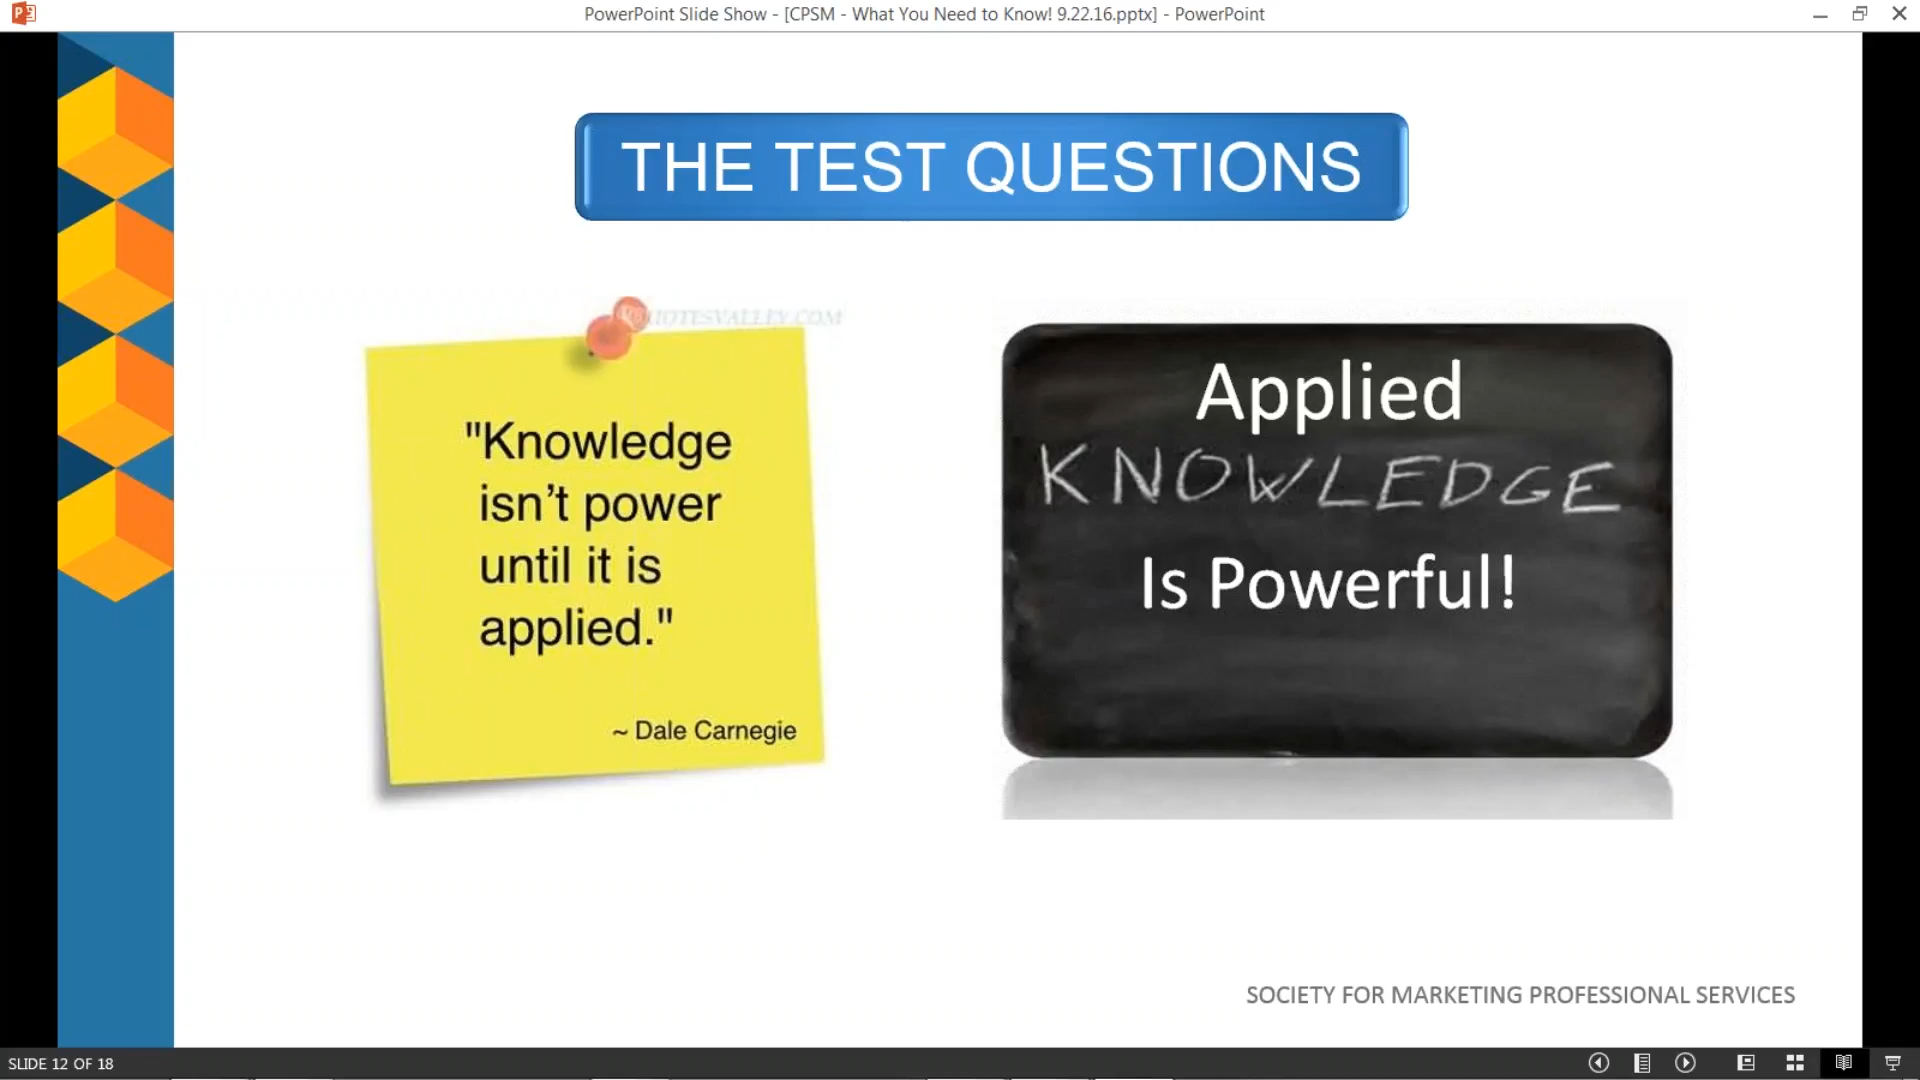 PowerPoint Slide Show - [CPSM - What You Need to Know! 9.22.16.pptx] - PowerPoint
THE TEST QUESTIONS
"Knowledge
isn’t power
until it is
applied."
~ Dale Carnegie
Applied
KNOWLEDGE
Is Powerful!
SOCIETY FOR MARKETING PROFESSIONAL SERVICES
SLIDE 12 OF 18